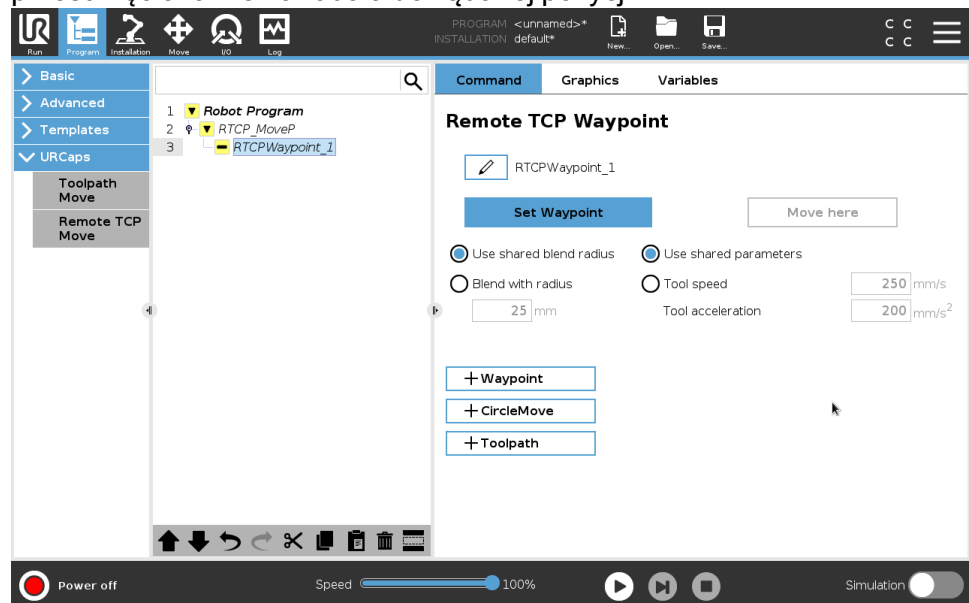 PROGRAM <unnamed>*
INSTALLATION default*
Run Program Installation Move I/O Log New... Open... Save...
C C
C C
Basic
Advanced
Templates
URCaps
Toolpath
Move
Remote TCP
Move
1 Robot Program
2 RTCP_MoveP
3 RTCPWaypoint_1
Command Graphics Variables
Remote TCP Waypoint
RTCPWaypoint_1
Set Waypoint Move here
Use shared blend radius Use shared parameters
Blend with radius Tool speed 250 mm/s
25 mm Tool acceleration 200 mm/s²
+Waypoint
+CircleMove
+Toolpath
Power off Speed 100% Simulation